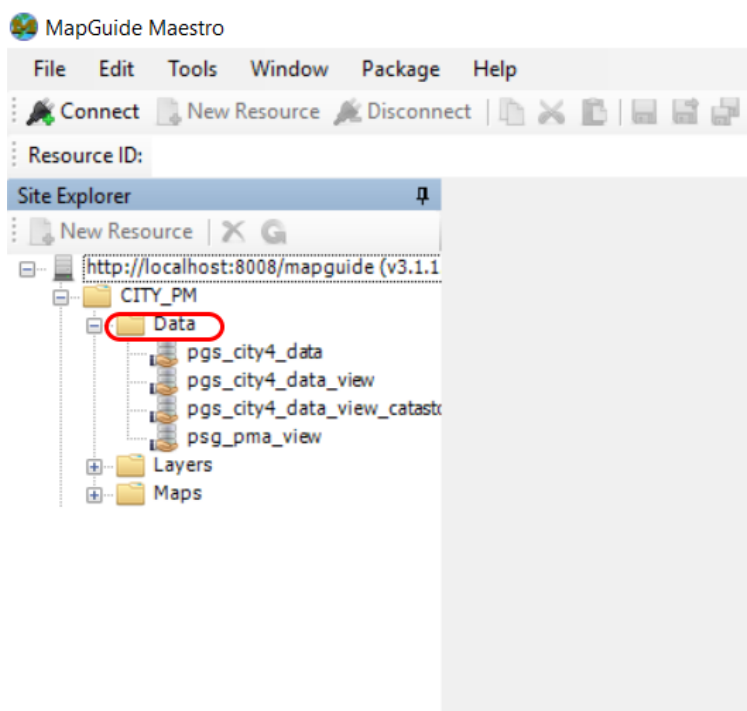 MapGuide Maestro
File Edit Tools Window Package Help
Connect New Resource Disconnect
Resource ID:
Site Explorer
New Resource
http://localhost:8008/mapguide (v3.1.1
CITY_PM
Data
pgs_city4_data
pgs_city4_data_view
pgs_city4_data_view_catasto
psg_pma_view
Layers
Maps